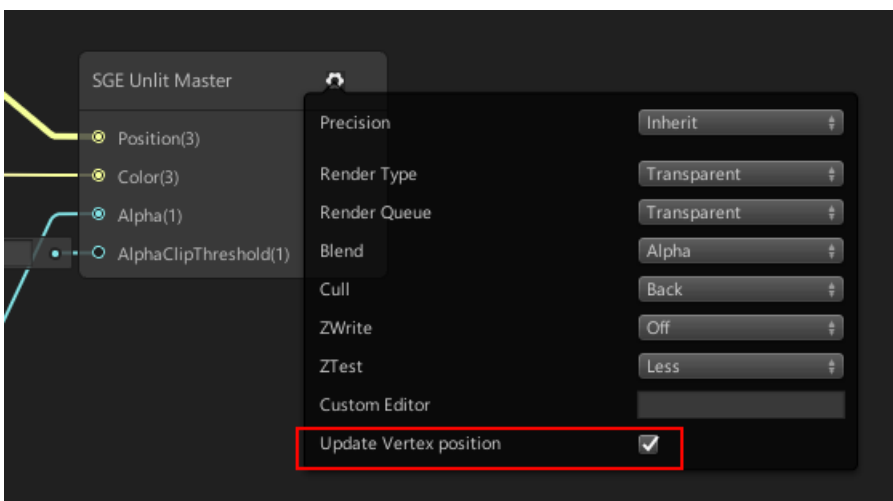 SGE Unlit Master
Position(3)
Color(3)
Alpha(1)
AlphaClipThreshold(1)
Precision Inherit
Render Type Transparent
Render Queue Transparent
Blend Alpha
Cull Back
ZWrite Off
ZTest Less
Custom Editor
Update Vertex position